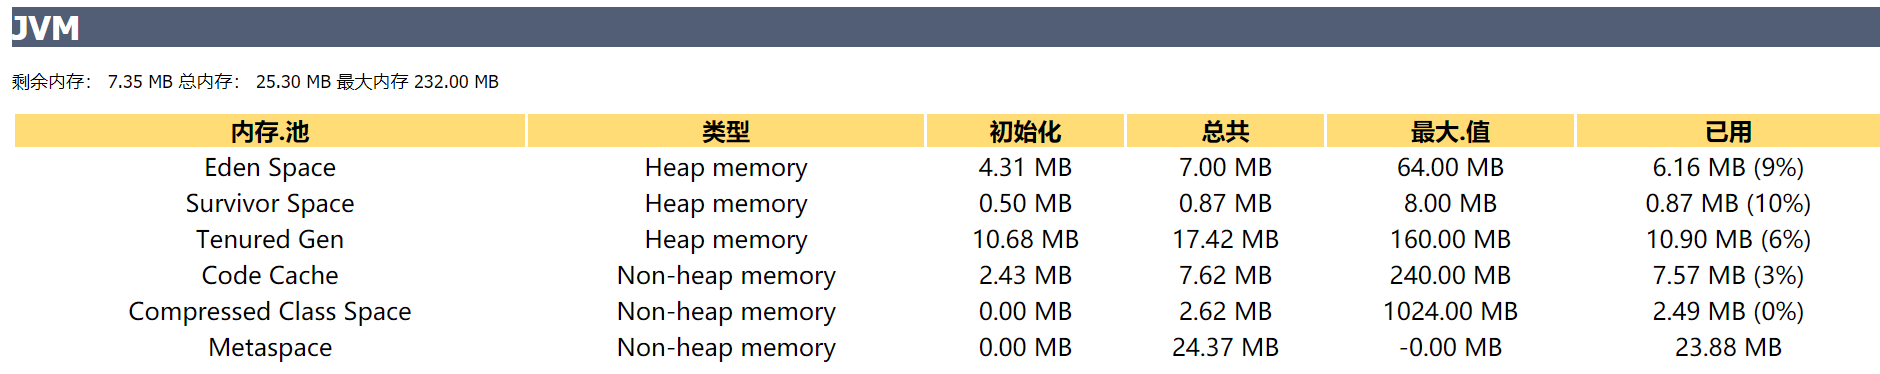 JVM
剩余内存： 7.35 MB 总内存： 25.30 MB 最大内存 232.00 MB
内存.池 类型 初始化 总共 最大.值 已用
Eden Space Heap memory 4.31 MB 7.00 MB 64.00 MB 6.16 MB (9%)
Survivor Space Heap memory 0.50 MB 0.87 MB 8.00 MB 0.87 MB (10%)
Tenured Gen Heap memory 10.68 MB 17.42 MB 160.00 MB 10.90 MB (6%)
Code Cache Non-heap memory 2.43 MB 7.62 MB 240.00 MB 7.57 MB (3%)
Compressed Class Space Non-heap memory 0.00 MB 2.62 MB 1024.00 MB 2.49 MB (0%)
Metaspace Non-heap memory 0.00 MB 24.37 MB -0.00 MB 23.88 MB